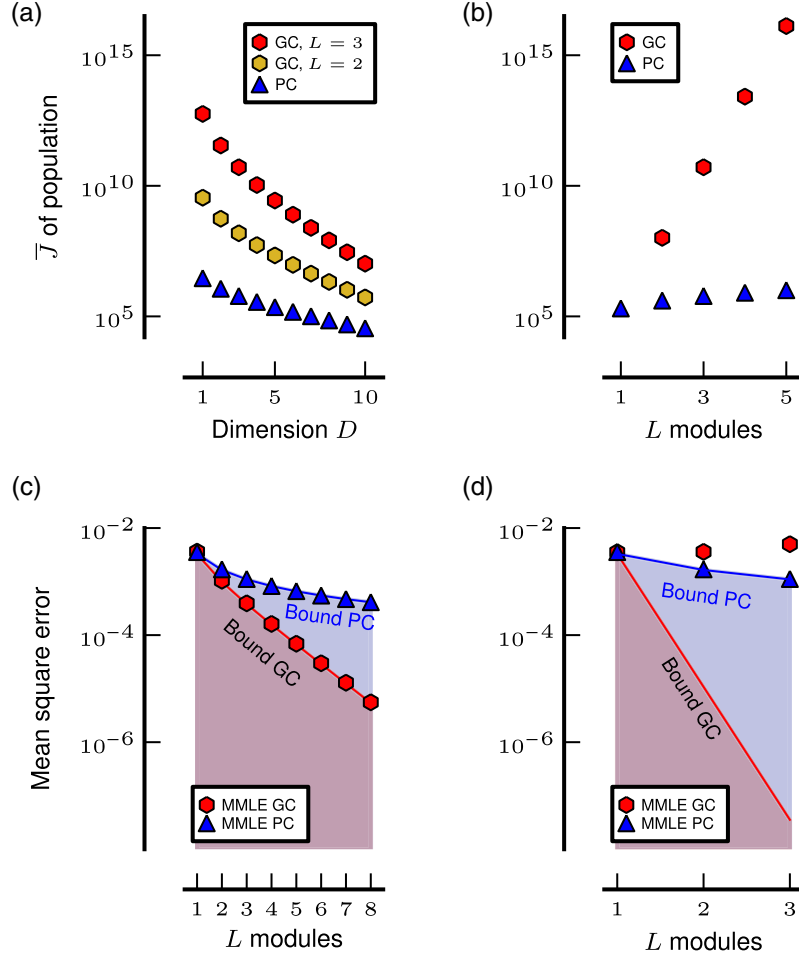 (a)
GC, L = 3
GC, L = 2
PC
10^15
10^10
10^5
J̅ of population
1 5 10
Dimension D
(b)
GC
PC
10^15
10^10
10^5
1 3 5
L modules
(c)
10^−2
10^−4
10^−6
Mean square error
Bound PC
Bound GC
MMLE GC
MMLE PC
1 2 3 4 5 6 7 8
L modules
(d)
10^−2
10^−4
10^−6
Bound PC
Bound GC
MMLE GC
MMLE PC
1 2 3
L modules